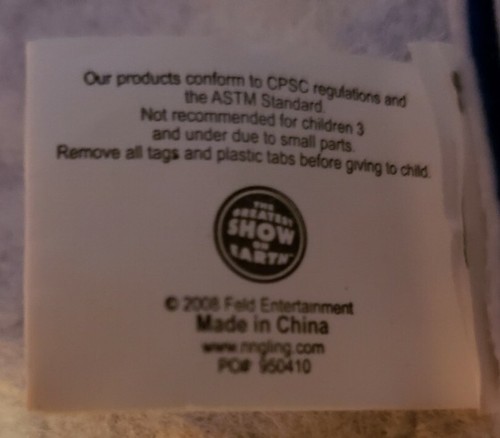 Our products conform to CPSC regulations and
the ASTM Standard
Not recommended for children 3
and under due to small parts.
Remove all tags and plastic tabs before giving to child.
THE
GREATEST
SHOW
ON
EARTH
© 2008 Feld Entertainment
Made in China
www.ringling.com
PO# 950410